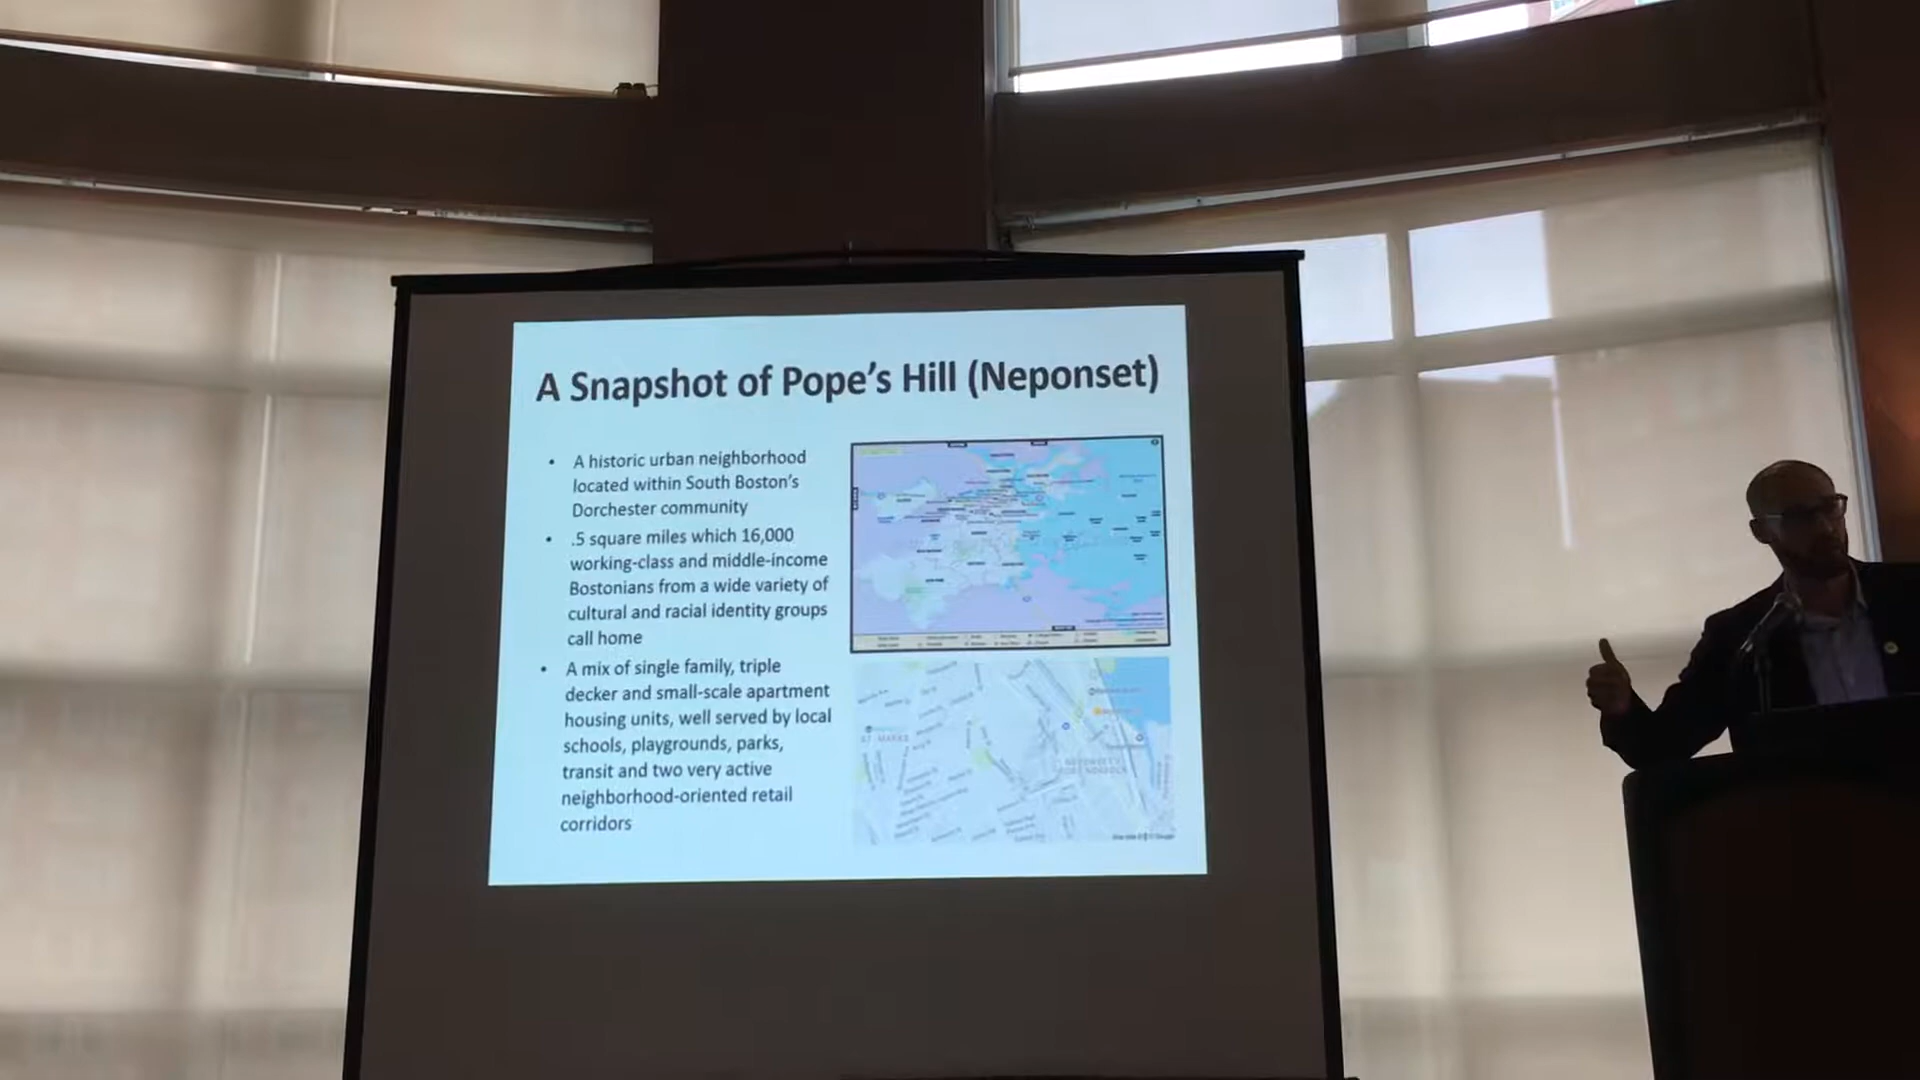 A Snapshot of Pope's Hill (Neponset)
• A historic urban neighborhood
located within South Boston's
Dorchester community
• .5 square miles which 16,000
working-class and middle-income
Bostonians from a wide variety of
cultural and racial identity groups
call home
• A mix of single family, triple
decker and small-scale apartment
housing units, well served by local
schools, playgrounds, parks,
transit and two very active
neighborhood-oriented retail
corridors